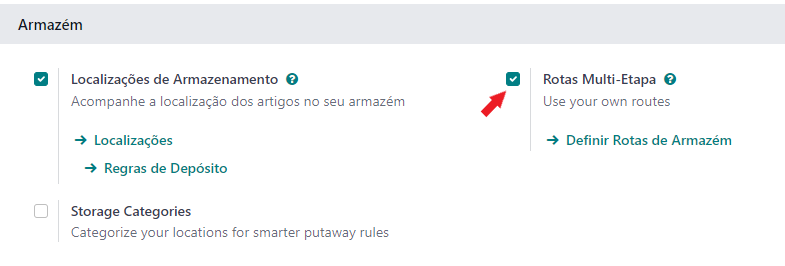 Armazém
Localizações de Armazenamento ?
Acompanhe a localização dos artigos no seu armazém
→ Localizações
→ Regras de Depósito
Rotas Multi-Etapa ?
Use your own routes
→ Definir Rotas de Armazém
Storage Categories
Categorize your locations for smarter putaway rules